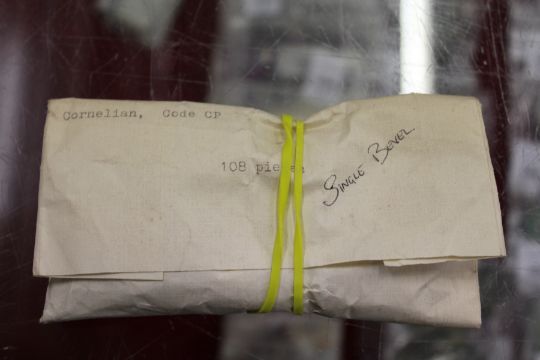 Cornelian, Code CP
108
SINGLE BEVEL